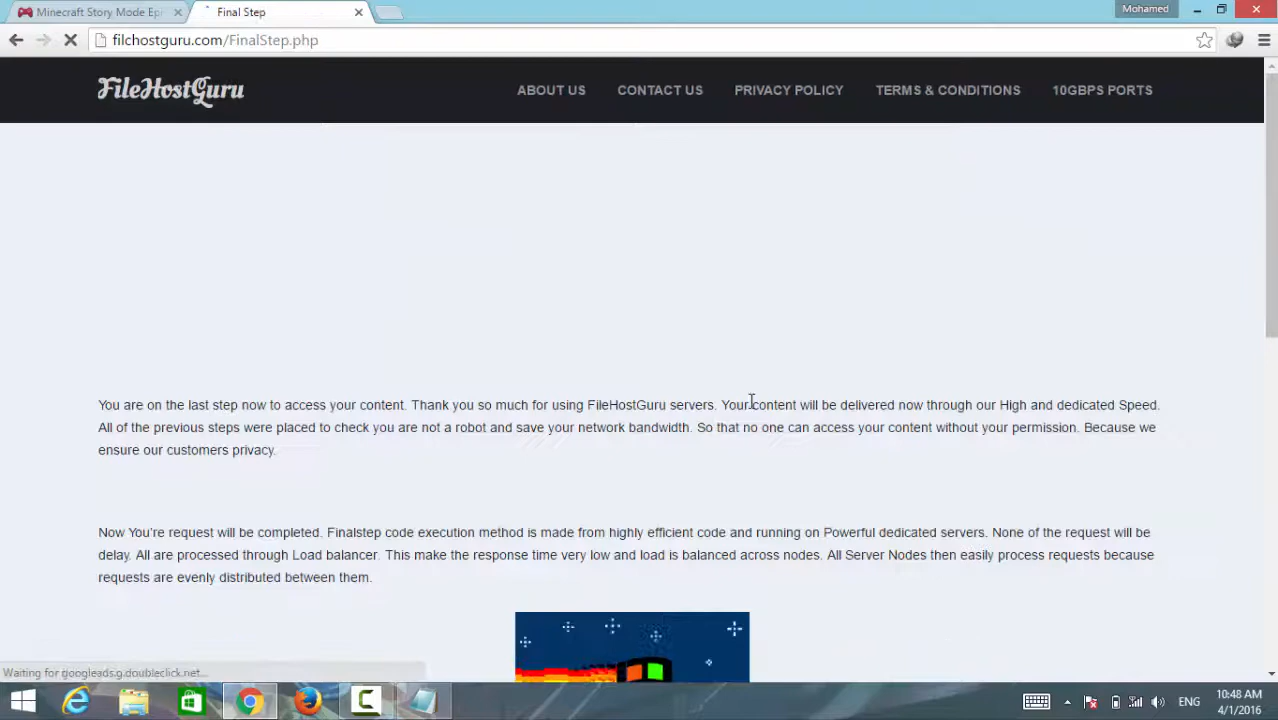 Minecraft Story Mode Epi
Final Step
Mohamed
filchostguru.com/FinalStep.php
FileHostGuru
ABOUT US
CONTACT US
PRIVACY POLICY
TERMS & CONDITIONS
10GBPS PORTS
You are on the last step now to access your content. Thank you so much for using FileHostGuru servers. Your content will be delivered now through our High and dedicated Speed.
All of the previous steps were placed to check you are not a robot and save your network bandwidth. So that no one can access your content without your permission. Because we
ensure our customers privacy.
Now You're request will be completed. Finalstep code execution method is made from highly efficient code and running on Powerful dedicated servers. None of the request will be
delay. All are processed through Load balancer. This make the response time very low and load is balanced across nodes. All Server Nodes then easily process requests because
requests are evenly distributed between them.
Waiting for googleads.g.doubleclick.net...
ENG
10:48 AM
4/1/2016